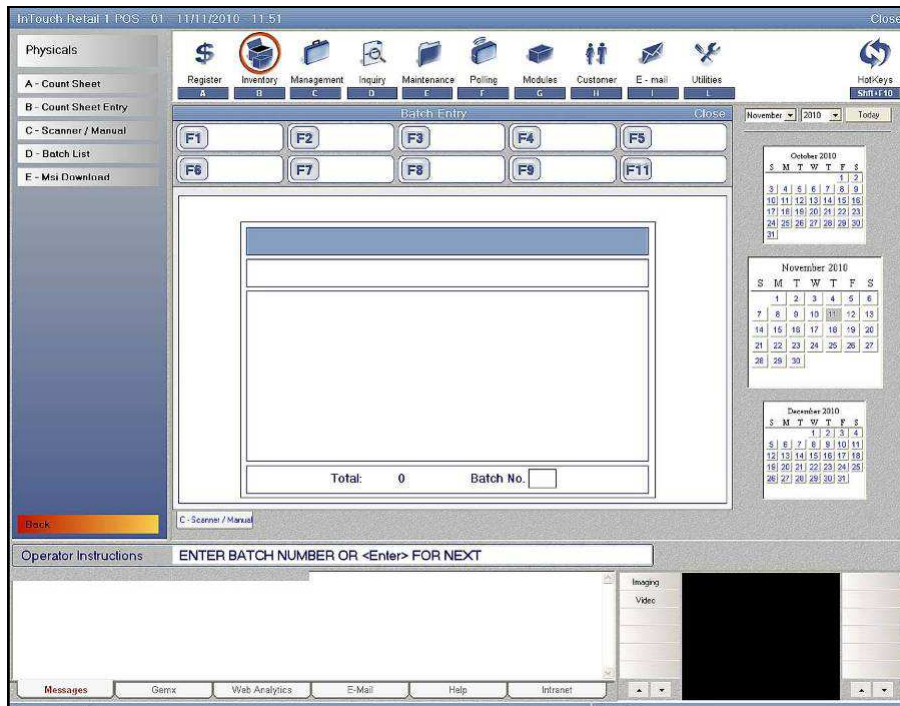 InTouch Retail 1 POS - 01 - 11/11/2010 - 11:51 Close
Physicals
A - Count Sheet
B - Count Sheet Entry
C - Scanner / Manual
D - Batch List
E - Msi Download
Back
Register Inventory Management Inquiry Maintenance Polling Modules Customer E - mail Utilities HotKeys
A B C D E F G H I L Shft+F10
Batch Entry Close
F1 F2 F3 F4 F5
F6 F7 F8 F9 F11
Total: 0 Batch No.
C - Scanner / Manual
November 2010 Today
October 2010
S M T W T F S
1 2
3 4 5 6 7 8 9
10 11 12 13 14 15 16
17 18 19 20 21 22 23
24 25 26 27 28 29 30
31
November 2010
S M T W T F S
1 2 3 4 5 6
7 8 9 10 11 12 13
14 15 16 17 18 19 20
21 22 23 24 25 26 27
28 29 30
December 2010
S M T W T F S
1 2 3 4
5 6 7 8 9 10 11
12 13 14 15 16 17 18
19 20 21 22 23 24 25
26 27 28 29 30 31
Operator Instructions ENTER BATCH NUMBER OR <Enter> FOR NEXT
Imaging
Video
Messages Gemx Web Analytics E-Mail Help Intranet